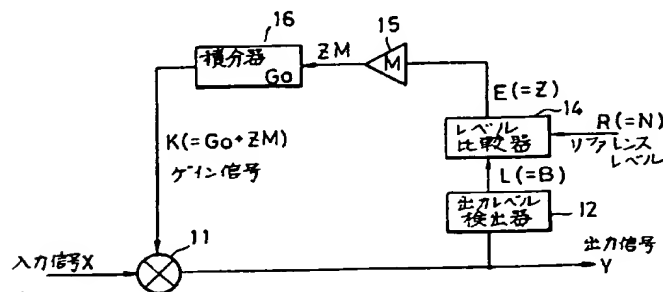 16
積分器
Go
ZM
15
M
E(=Z)
14
レベル
比較器
R(=N)
リファレンス
レベル
K(=Go+ZM)
ゲイン信号
L(=B)
出力レベル
検出器
12
11
入力信号X
出力信号
Y